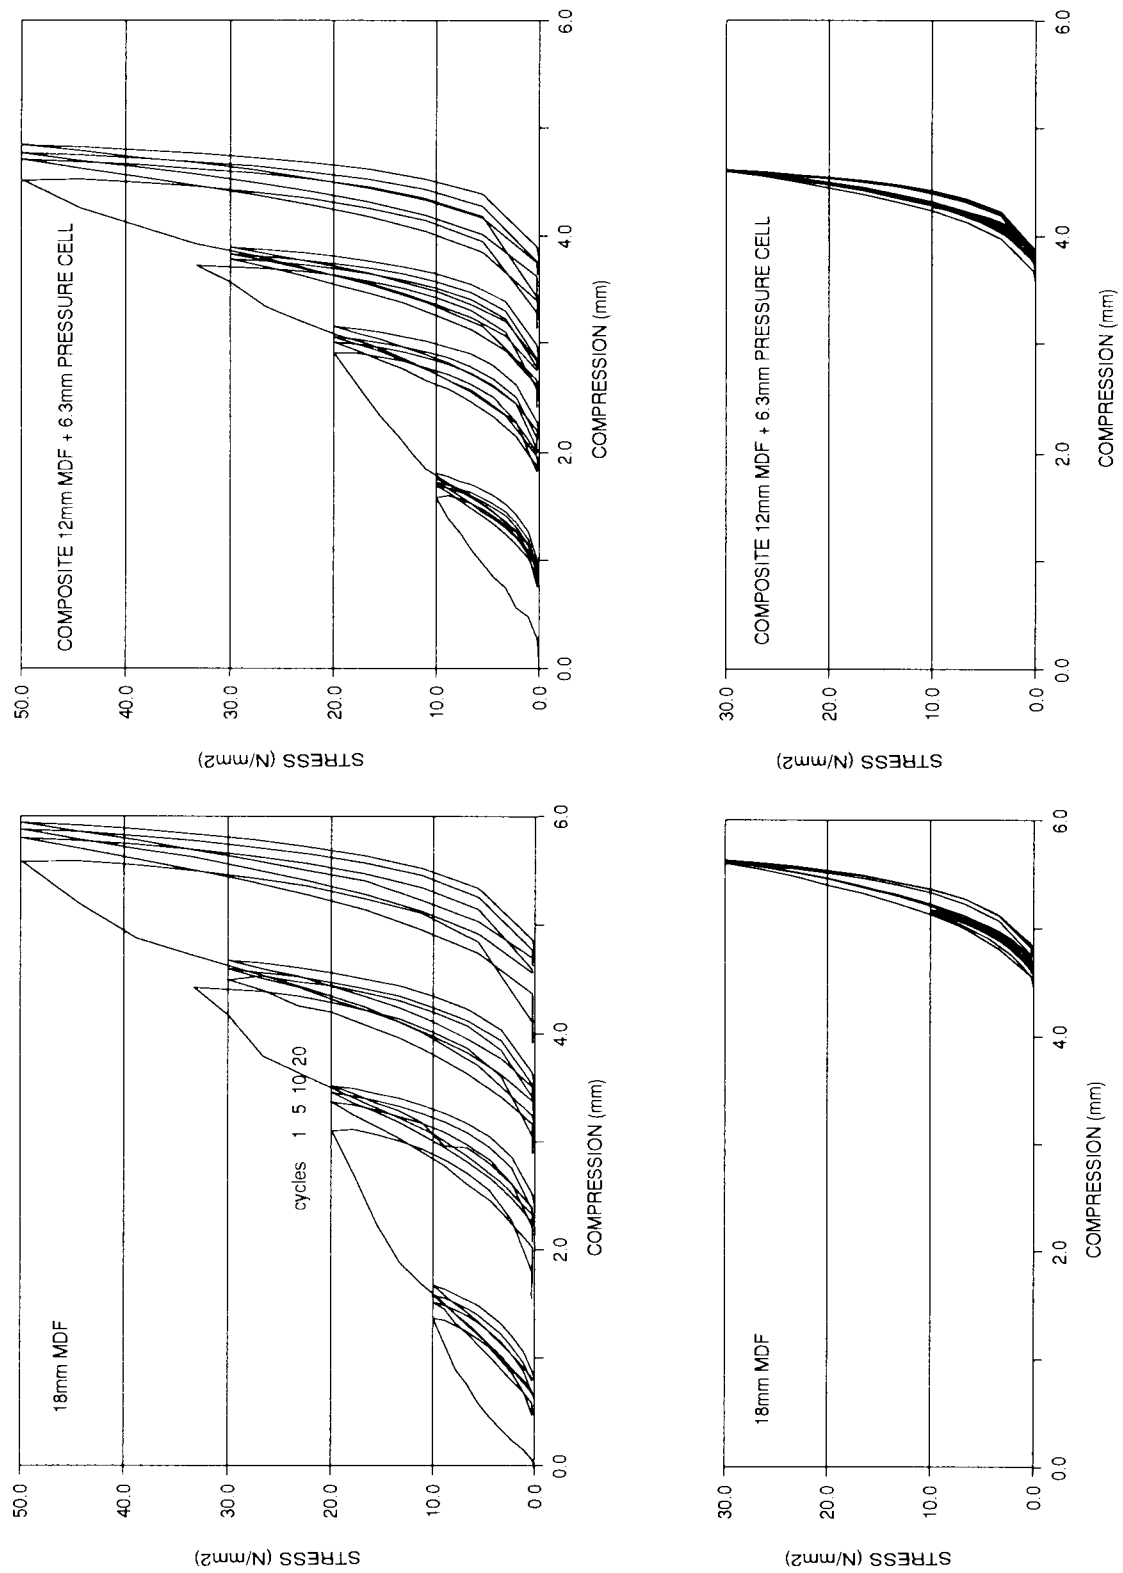 COMPOSITE 12mm MDF + 6.3mm PRESSURE CELL
50.0
40.0
30.0
20.0
10.0
0.0
STRESS (N/mm2)
0.0
2.0
4.0
6.0
COMPRESSION (mm)
COMPOSITE 12mm MDF + 6.3mm PRESSURE CELL
30.0
20.0
10.0
0.0
STRESS (N/mm2)
0.0
2.0
4.0
6.0
COMPRESSION (mm)
18mm MDF
cycles 1 5 10 20
50.0
40.0
30.0
20.0
10.0
0.0
STRESS (N/mm2)
0.0
2.0
4.0
6.0
COMPRESSION (mm)
18mm MDF
30.0
20.0
10.0
0.0
STRESS (N/mm2)
0.0
2.0
4.0
6.0
COMPRESSION (mm)